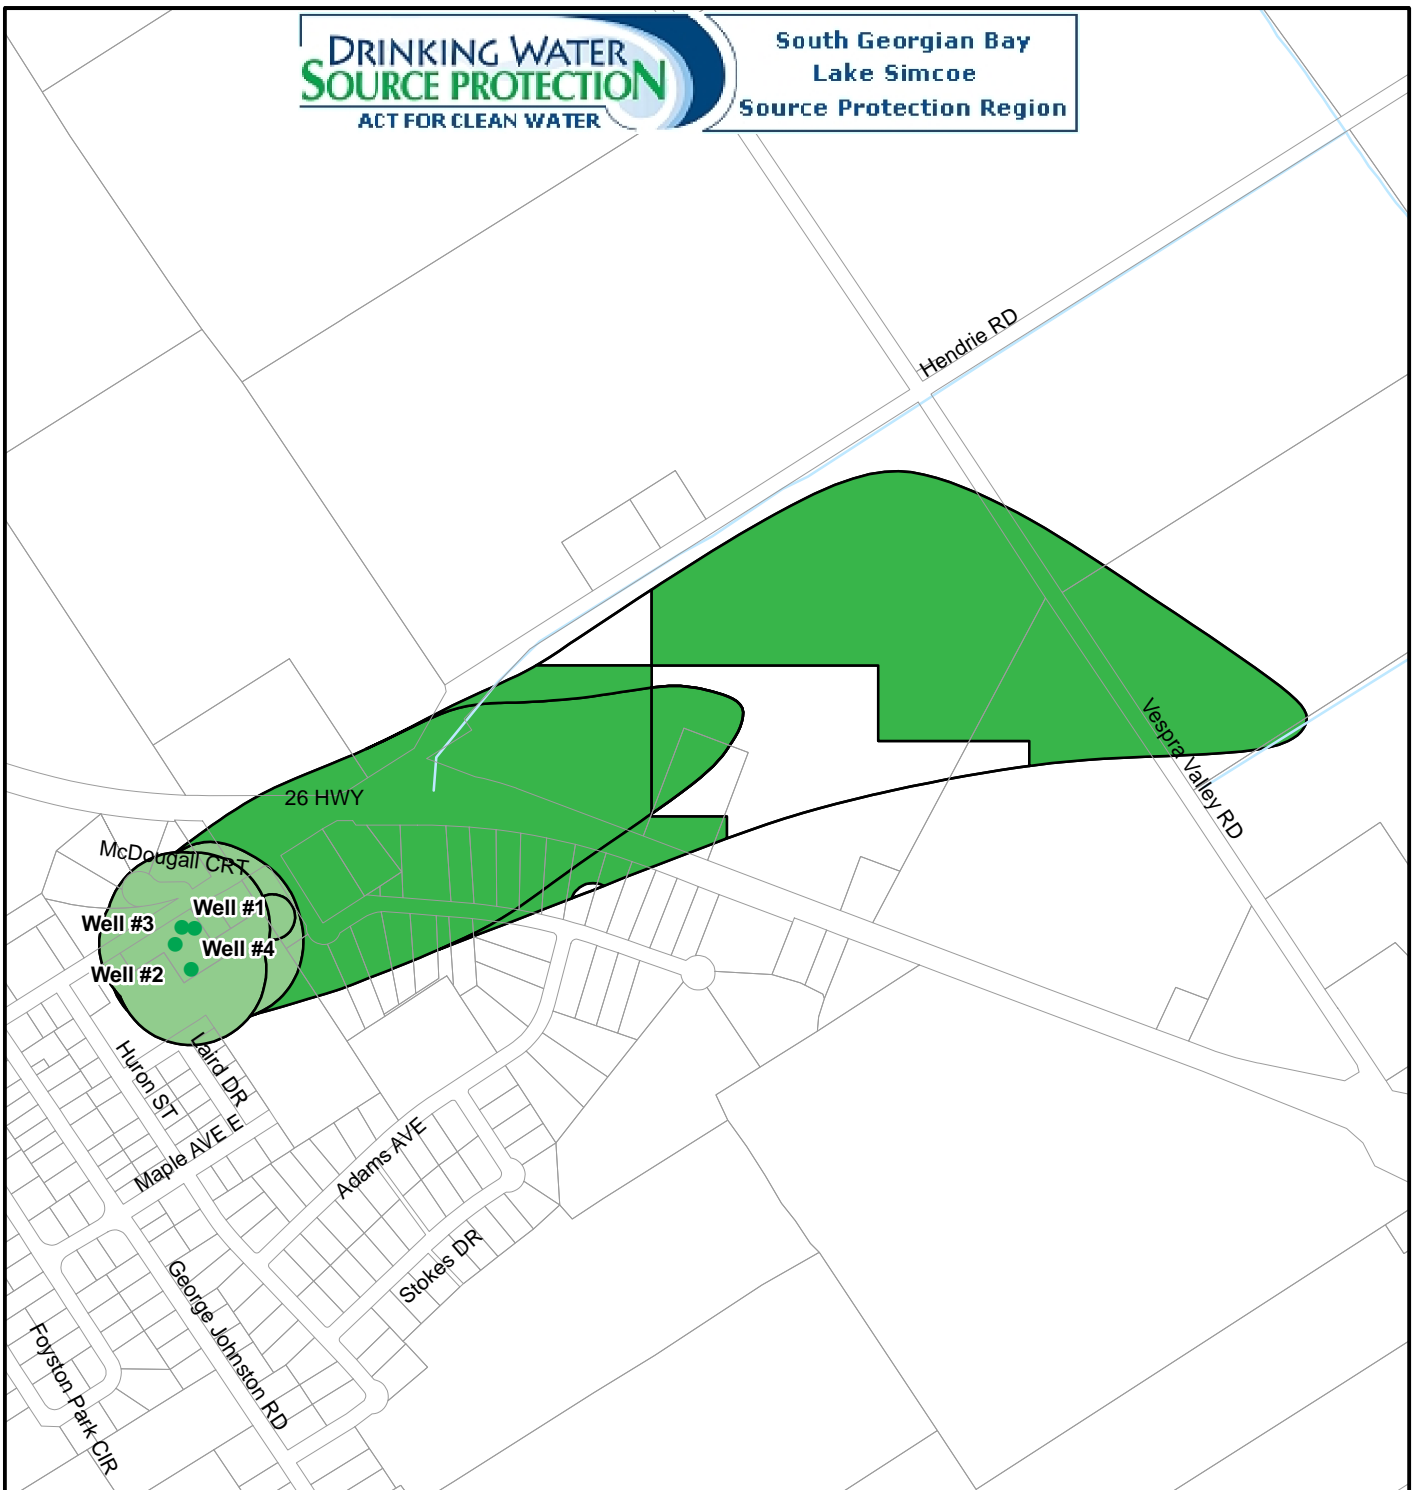 DRINKING WATER
SOURCE PROTECTION
ACT FOR CLEAN WATER
South Georgian Bay
Lake Simcoe
Source Protection Region
Hendrie RD
Vespra Valley RD
26 HWY
McDougall CRT
Well #1
Well #3
Well #4
Well #2
Huron ST
Laird DR
Maple AVE E
Adams AVE
Stokes DR
George Johnston RD
Foyston Park CIR